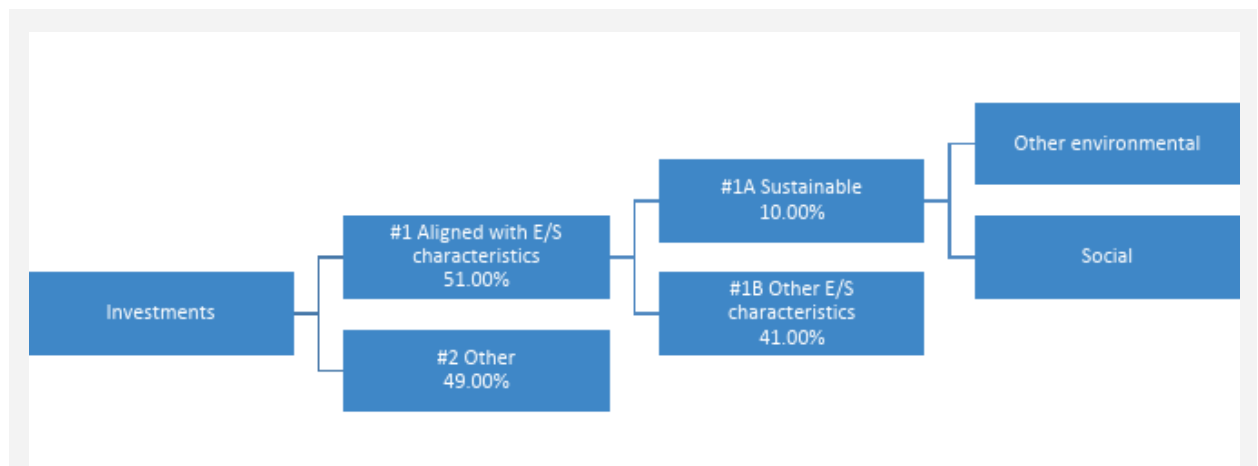 Investments
#1 Aligned with E/S
characteristics
51.00%
#2 Other
49.00%
#1A Sustainable
10.00%
#1B Other E/S
characteristics
41.00%
Other environmental
Social